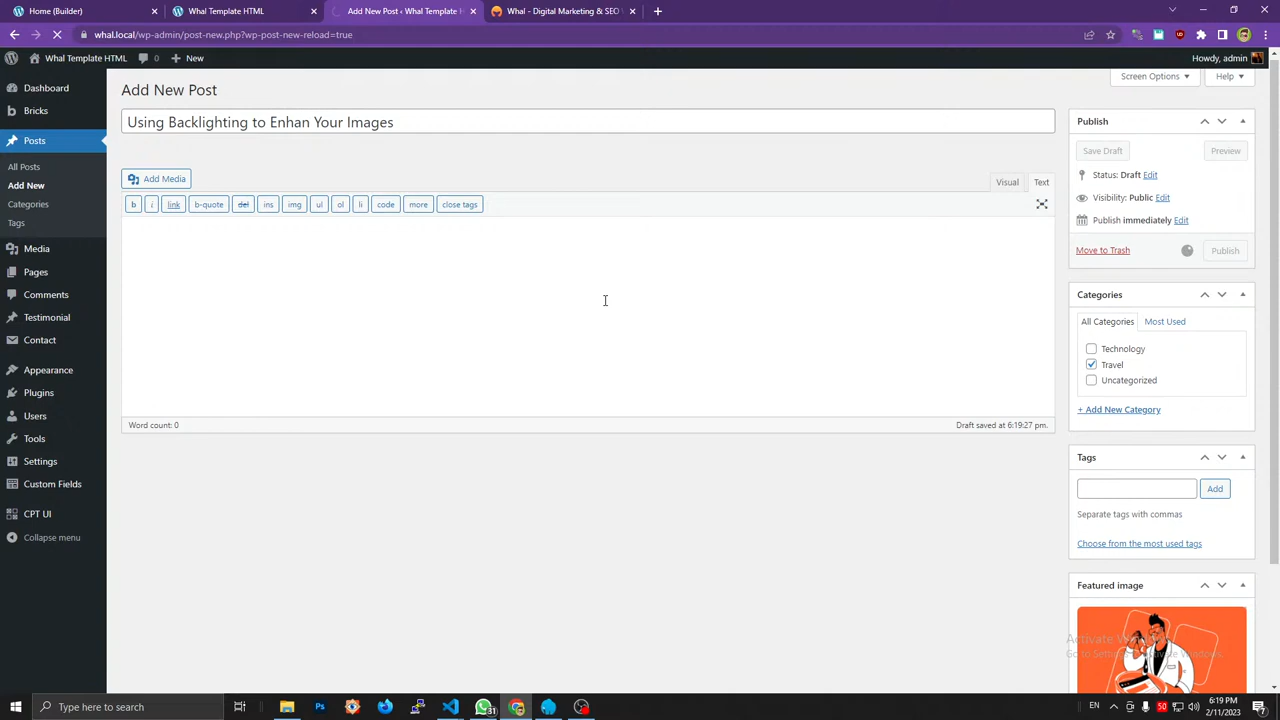 Home (Builder)
Whal Template HTML
Add New Post ‹ Whal Template H
Whal - Digital Marketing & SEO
whal.local/wp-admin/post-new.php?wp-post-new-reload=true
Whal Template HTML
0
New
Howdy, admin
Dashboard
Bricks
Posts
All Posts
Add New
Categories
Tags
Media
Pages
Comments
Testimonial
Contact
Appearance
Plugins
Users
Tools
Settings
Custom Fields
CPT UI
Collapse menu
Screen Options
Help
Add New Post
Using Backlighting to Enhan Your Images
Add Media
Visual
Text
b
i
link
b-quote
del
ins
img
ul
ol
li
code
more
close tags
Word count: 0
Draft saved at 6:19:27 pm.
Publish
Save Draft
Preview
Status: Draft Edit
Visibility: Public Edit
Publish immediately Edit
Move to Trash
Publish
Categories
All Categories
Most Used
Technology
Travel
Uncategorized
+ Add New Category
Tags
Add
Separate tags with commas
Choose from the most used tags
Featured image
Activate
Type here to search
Ps
31
EN
50
6:19 PM
2/11/2023
7